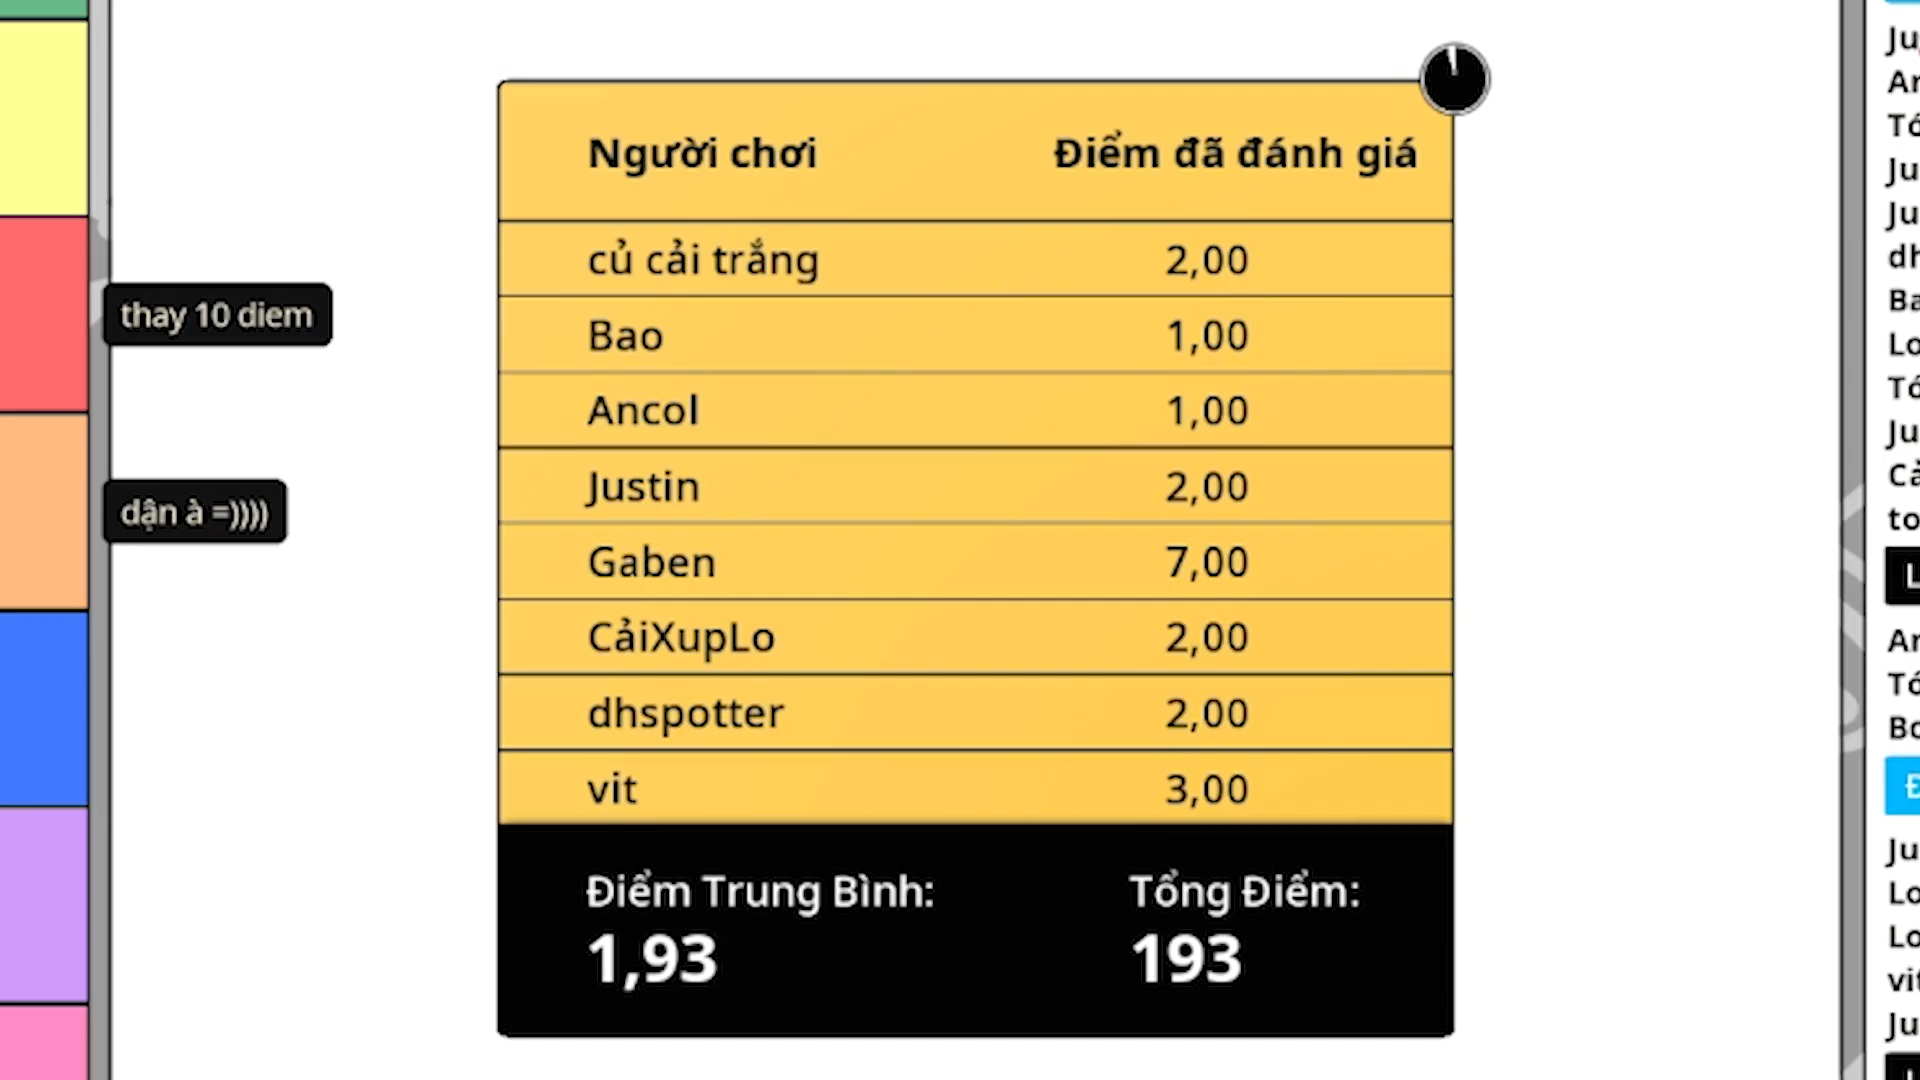 thay 10 diem
dận à =))))
Người chơi Điểm đã đánh giá
củ cải trắng 2,00
Bao 1,00
Ancol 1,00
Justin 2,00
Gaben 7,00
CảiXupLo 2,00
dhspotter 2,00
vit 3,00
Điểm Trung Bình: Tổng Điểm:
1,93 193